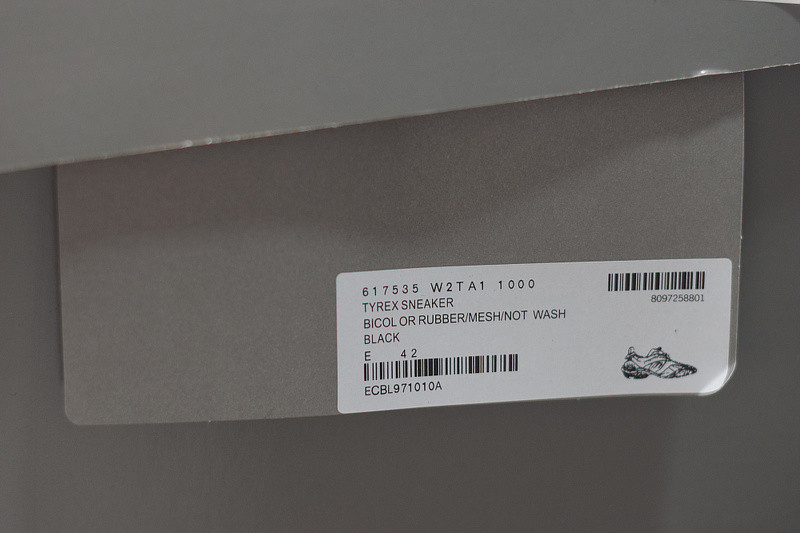 617535 W2TA1 1000
8097258801
TYREX SNEAKER
BICOL OR RUBBER/MESH/NOT WASH
BLACK
E 42
ECBL971010A